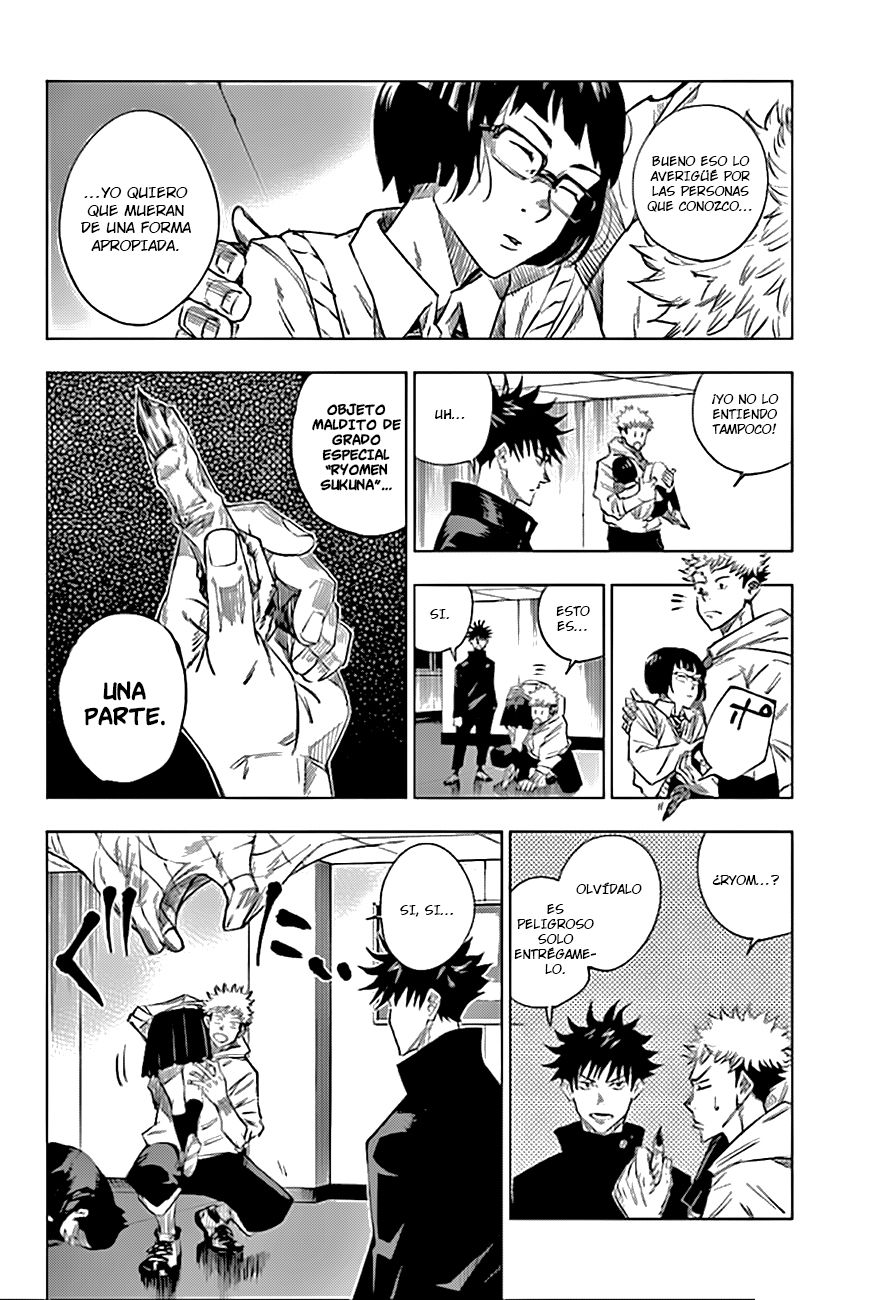 BUENO ESO LO
AVERIGÜÉ POR
LAS PERSONAS
QUE CONOZCO...
...YO QUIERO
QUE MUERAN
DE UNA FORMA
APROPIADA.
¡YO NO LO
ENTIENDO
TAMPOCO!
UH...
OBJETO
MALDITO DE
GRADO
ESPECIAL
“RYOMEN
SUKUNA”...
UNA
PARTE.
ESTO
ES...
SI.
¿RYOM...?
OLVÍDALO
ES
PELIGROSO
SOLO
ENTRÉGAME-
LO.
SI, SI...